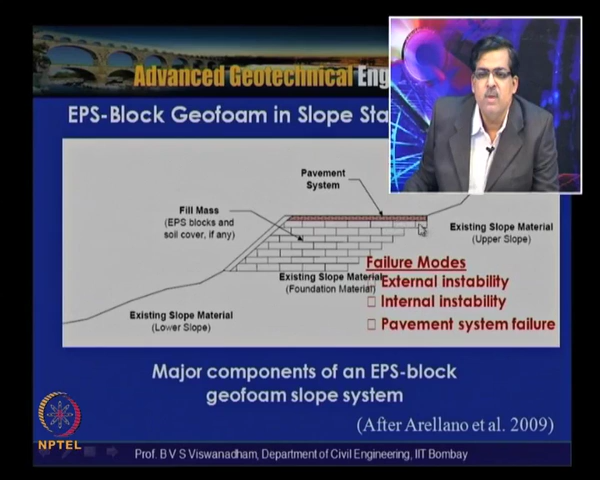 Advanced Geotechnical Eng
EPS-Block Geofoam in Slope Sta
Pavement
System
Fill Mass
(EPS blocks and
soil cover, if any)
Existing Slope Material
(Upper Slope)
Existing Slope Material
(Foundation Material)
Existing Slope Material
(Lower Slope)
Failure Modes
External instability
Internal instability
Pavement system failure
Major components of an EPS-block
geofoam slope system
(After Arellano et al. 2009)
NPTEL
Prof. B V S Viswanadham, Department of Civil Engineering, IIT Bombay